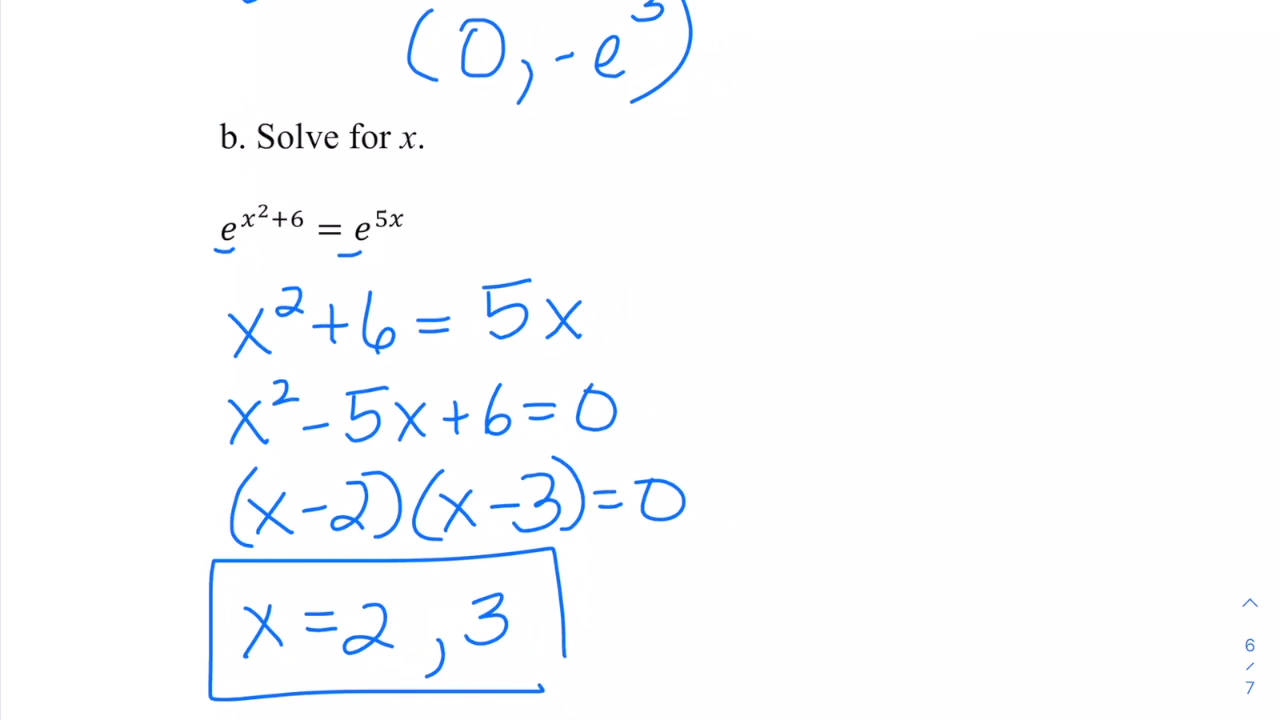 (0, -e³)
b. Solve for x.
e^{x²+6} = e^{5x}
x²+6 = 5x
x²-5x+6=0
(x-2)(x-3)=0
x=2, 3
6
/
7